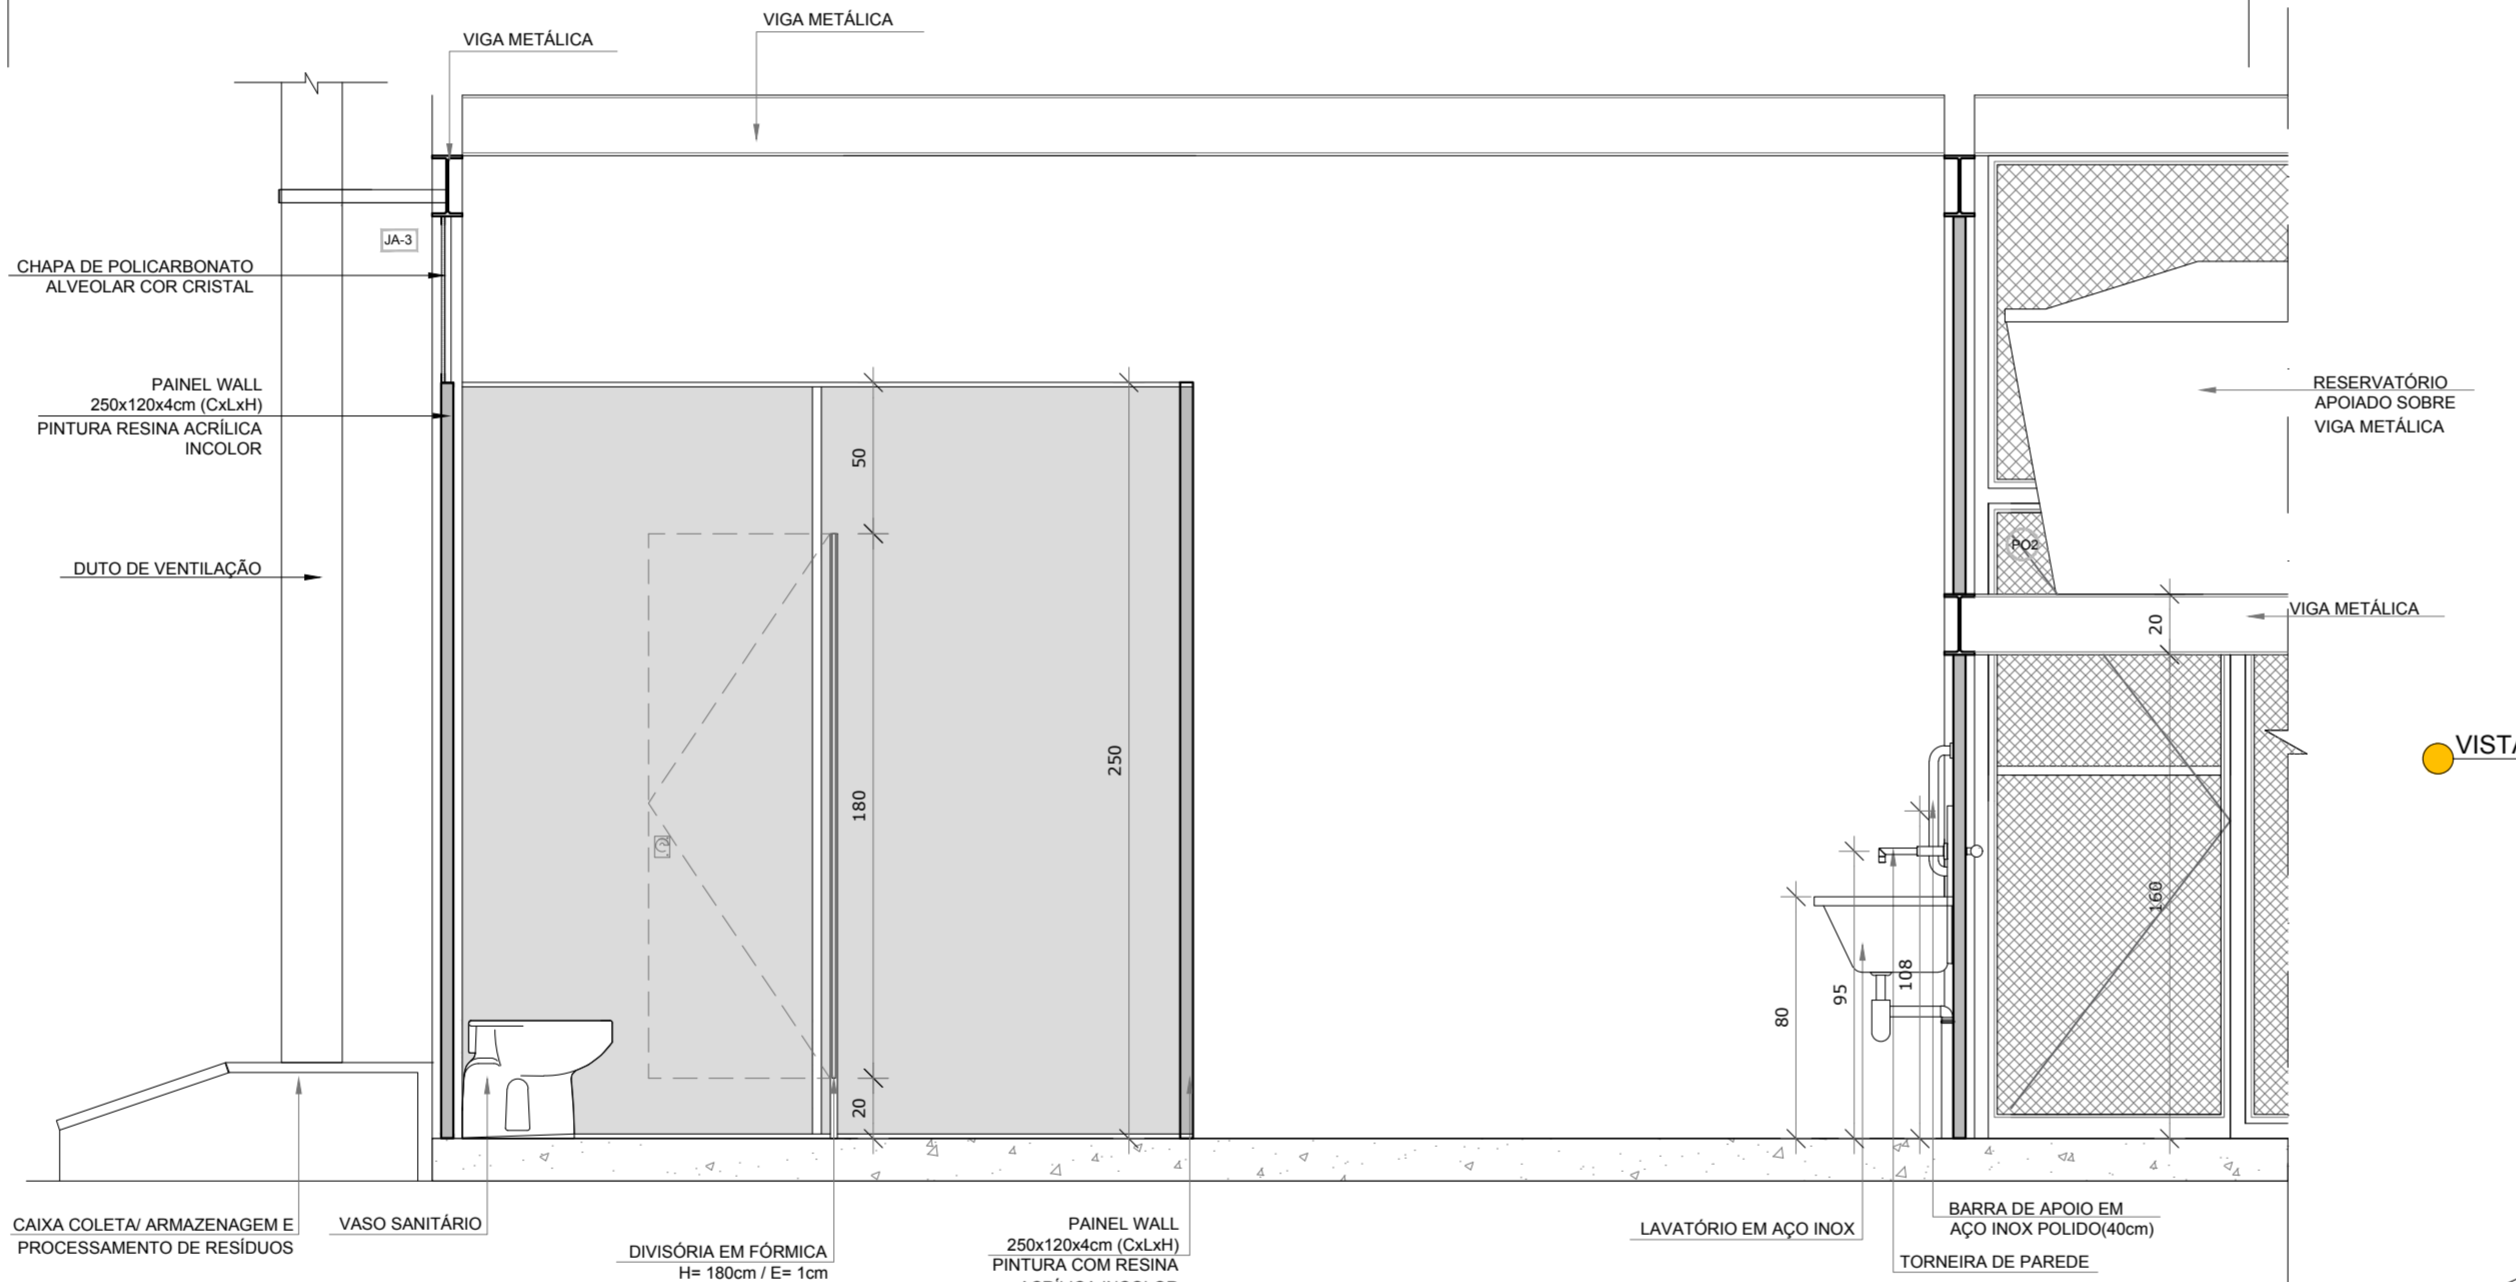 VIGA METÁLICA
VIGA METÁLICA
JA-3
CHAPA DE POLICARBONATO
ALVEOLAR COR CRISTAL
PAINEL WALL
250x120x4cm (CxLxH)
PINTURA RESINA ACRÍLICA
INCOLOR
RESERVATÓRIO
APOIADO SOBRE
VIGA METÁLICA
50
PO2
DUTO DE VENTILAÇÃO
VIGA METÁLICA
20
VISTA
250
180
160
108
95
80
20
CAIXA COLETA/ ARMAZENAGEM E
PROCESSAMENTO DE RESÍDUOS
VASO SANITÁRIO
DIVISÓRIA EM FÓRMICA
H= 180cm / E= 1cm
PAINEL WALL
250x120x4cm (CxLxH)
PINTURA COM RESINA
ACRÍLICA INCOLOR
LAVATÓRIO EM AÇO INOX
BARRA DE APOIO EM
AÇO INOX POLIDO(40cm)
TORNEIRA DE PAREDE